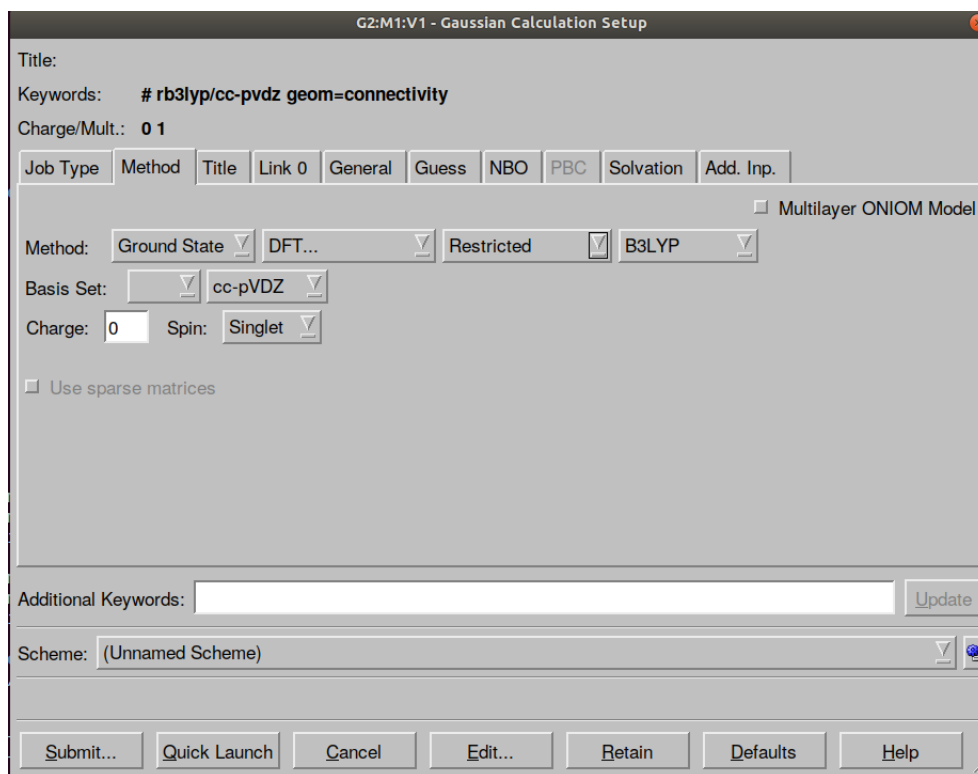 G2:M1:V1 - Gaussian Calculation Setup
Title:
Keywords: # rb3lyp/cc-pvdz geom=connectivity
Charge/Mult.: 0 1
Job Type Method Title Link 0 General Guess NBO PBC Solvation Add. Inp.
Multilayer ONIOM Model
Method: Ground State DFT... Restricted B3LYP
Basis Set: cc-pVDZ
Charge: 0 Spin: Singlet
Use sparse matrices
Additional Keywords: Update
Scheme: (Unnamed Scheme)
Submit... Quick Launch Cancel Edit... Retain Defaults Help